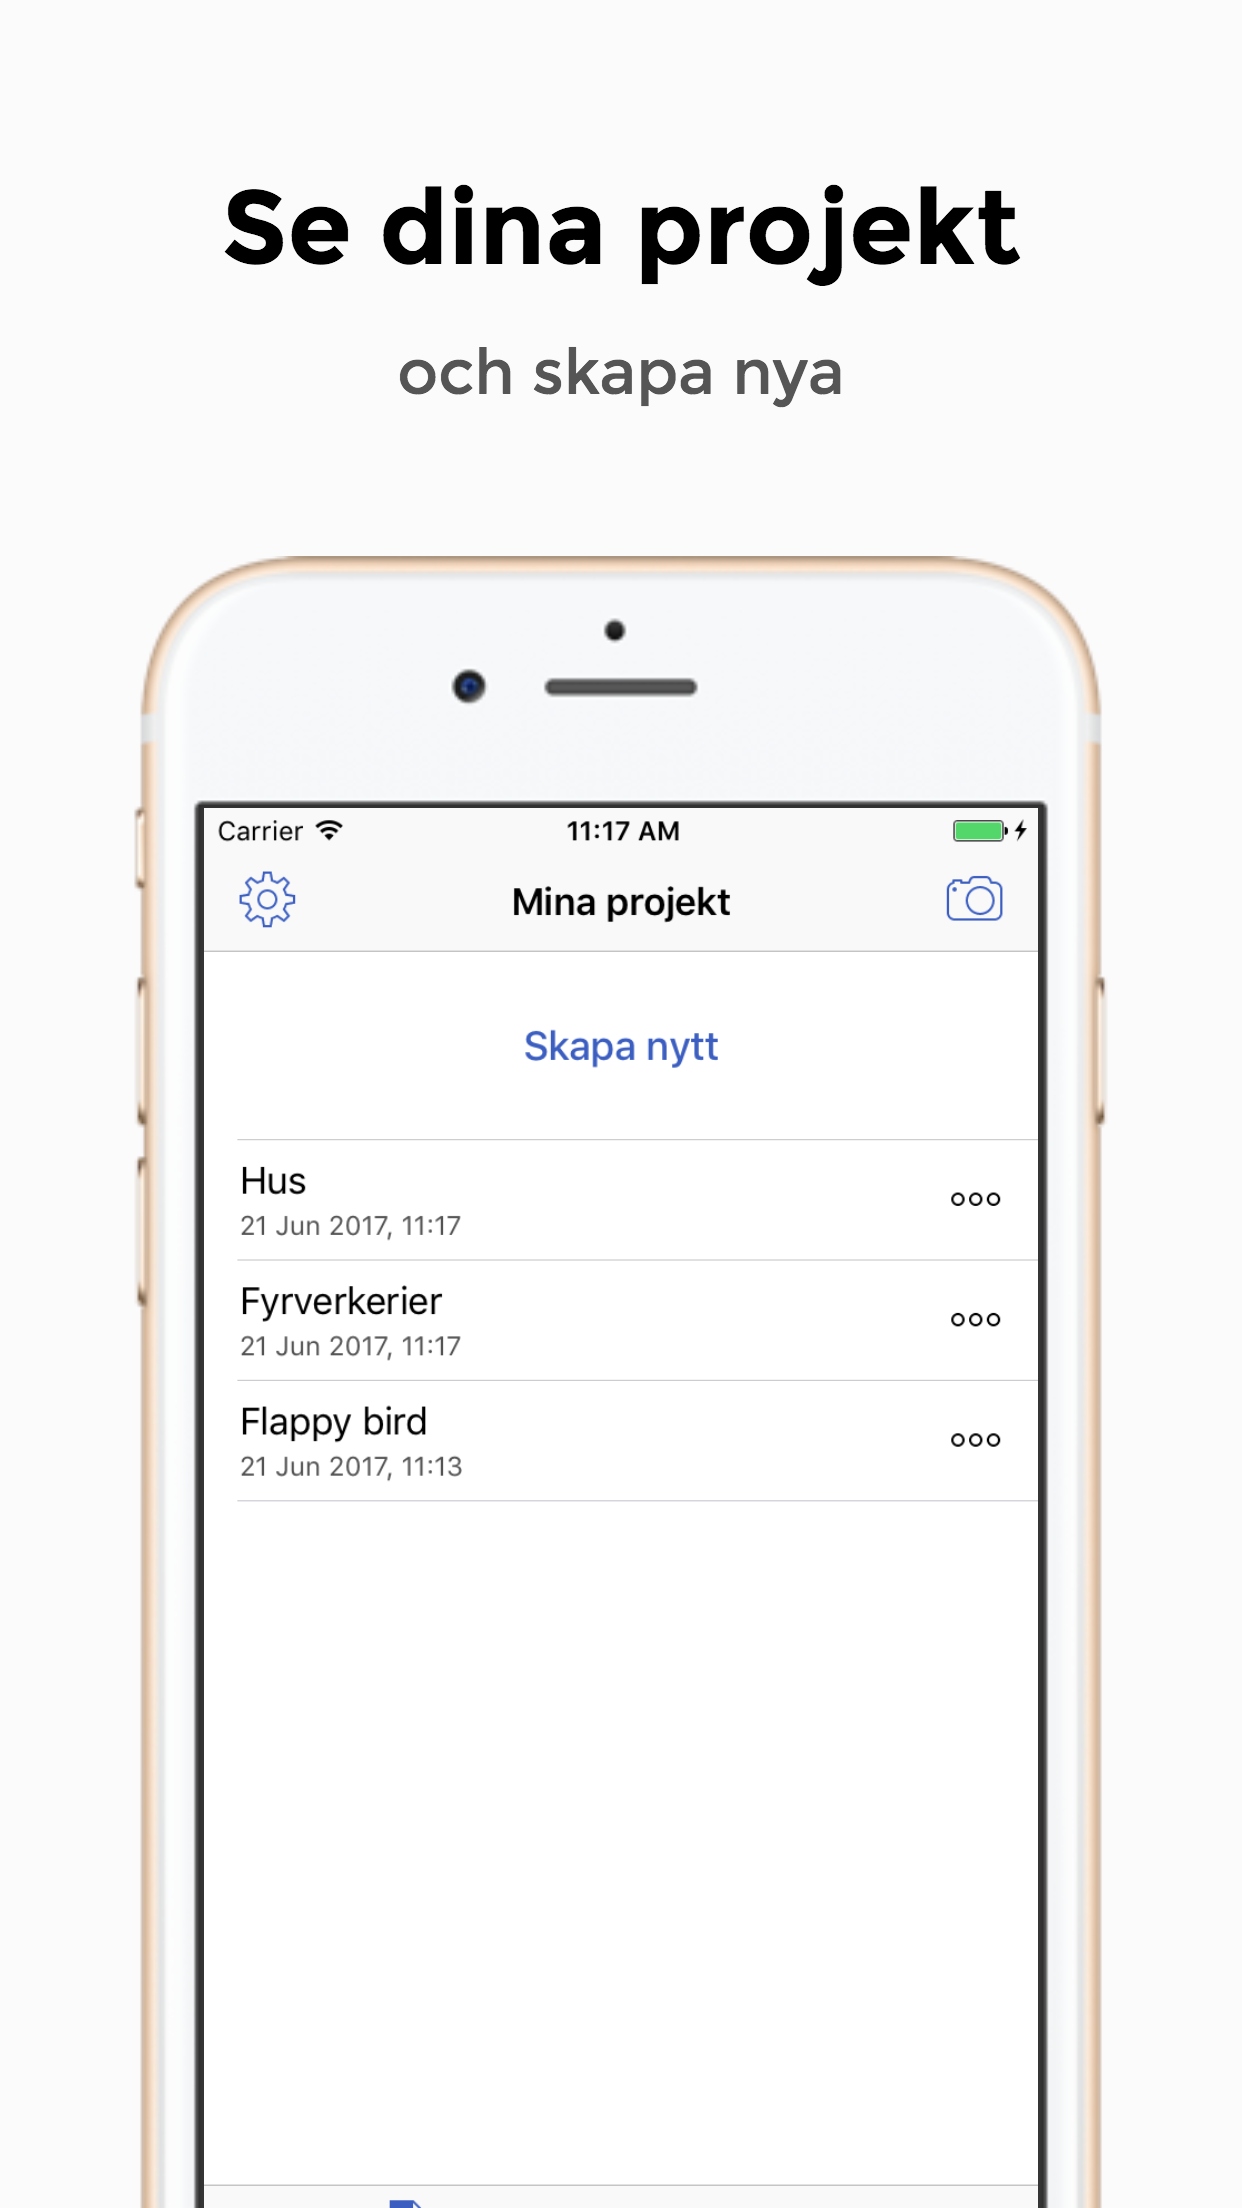 Se dina projekt
och skapa nya
Carrier 11:17 AM
Mina projekt
Skapa nytt
Hus
21 Jun 2017, 11:17
Fyrverkerier
21 Jun 2017, 11:17
Flappy bird
21 Jun 2017, 11:13